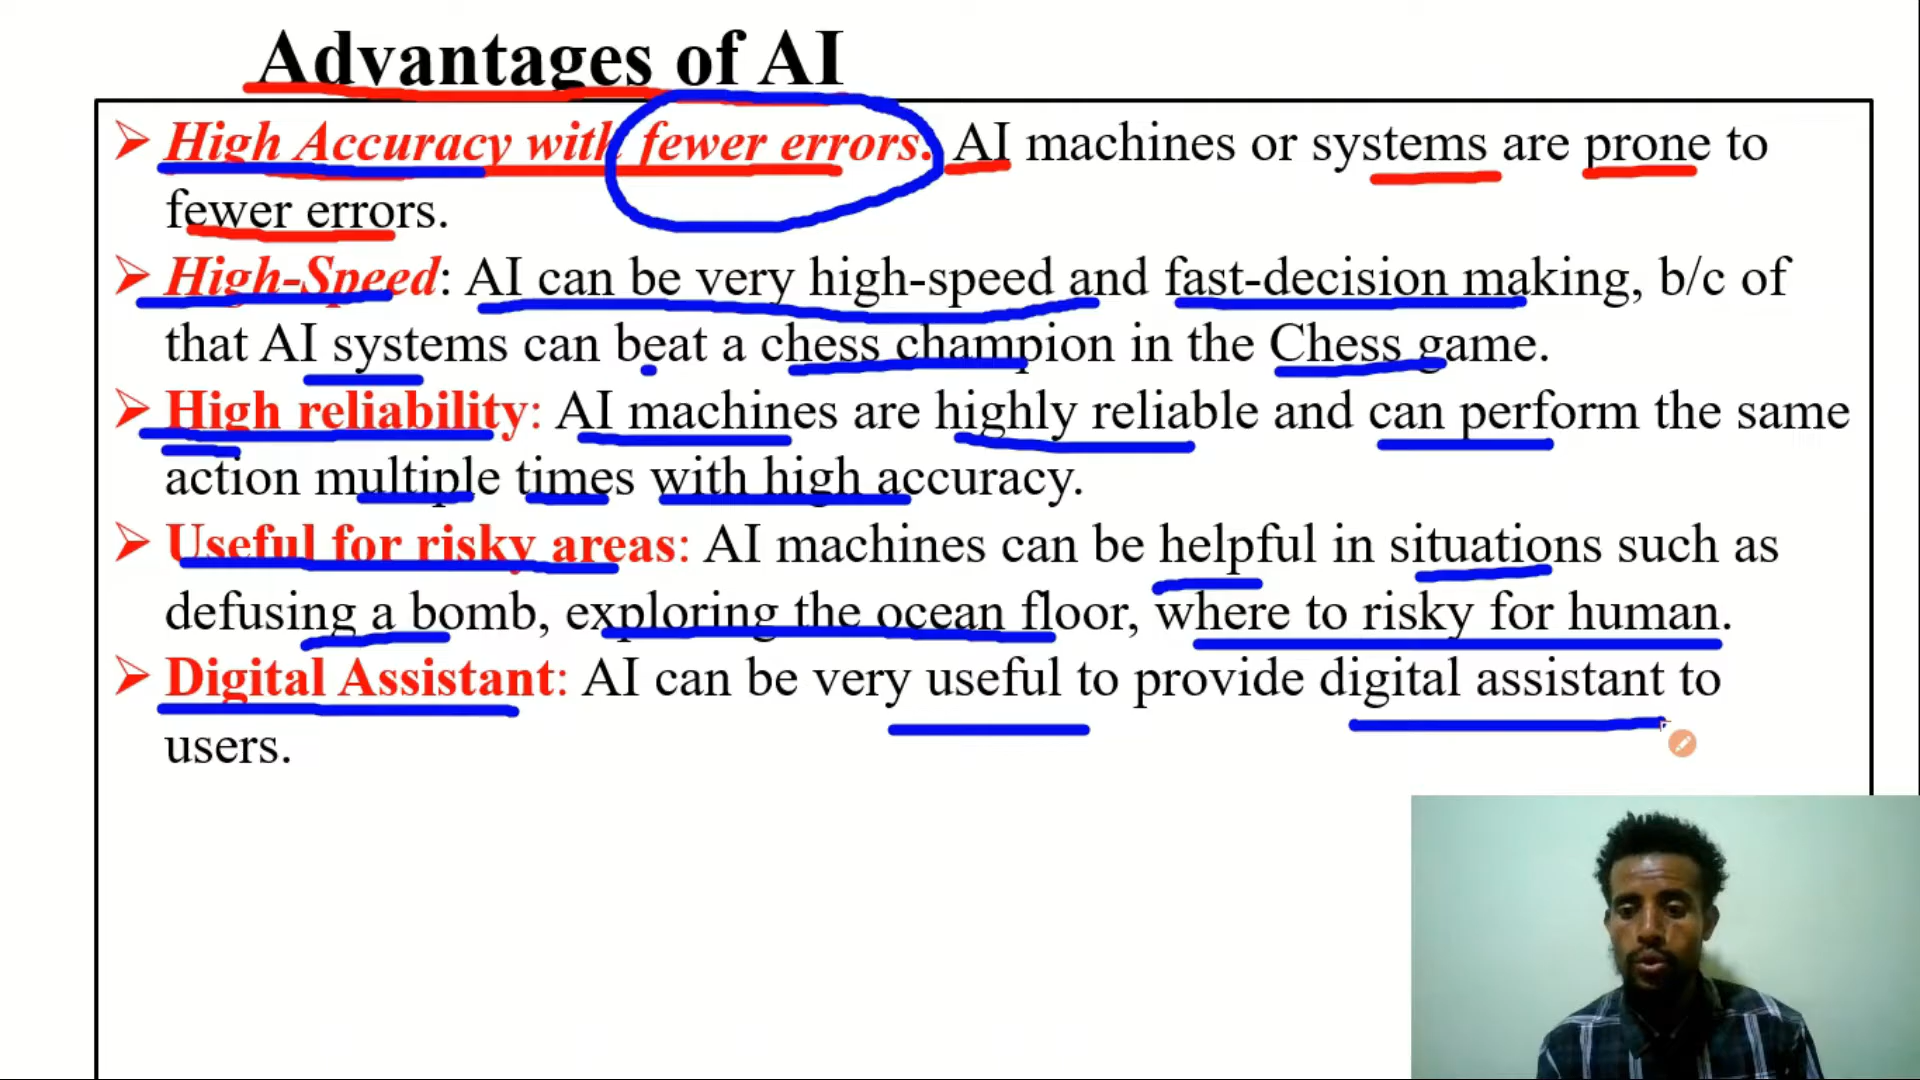 Advantages of AI
➢ High Accuracy with fewer errors: AI machines or systems are prone to
fewer errors.
➢ High-Speed: AI can be very high-speed and fast-decision making, b/c of
that AI systems can beat a chess champion in the Chess game.
➢ High reliability: AI machines are highly reliable and can perform the same
action multiple times with high accuracy.
➢ Useful for risky areas: AI machines can be helpful in situations such as
defusing a bomb, exploring the ocean floor, where to risky for human.
➢ Digital Assistant: AI can be very useful to provide digital assistant to
users.